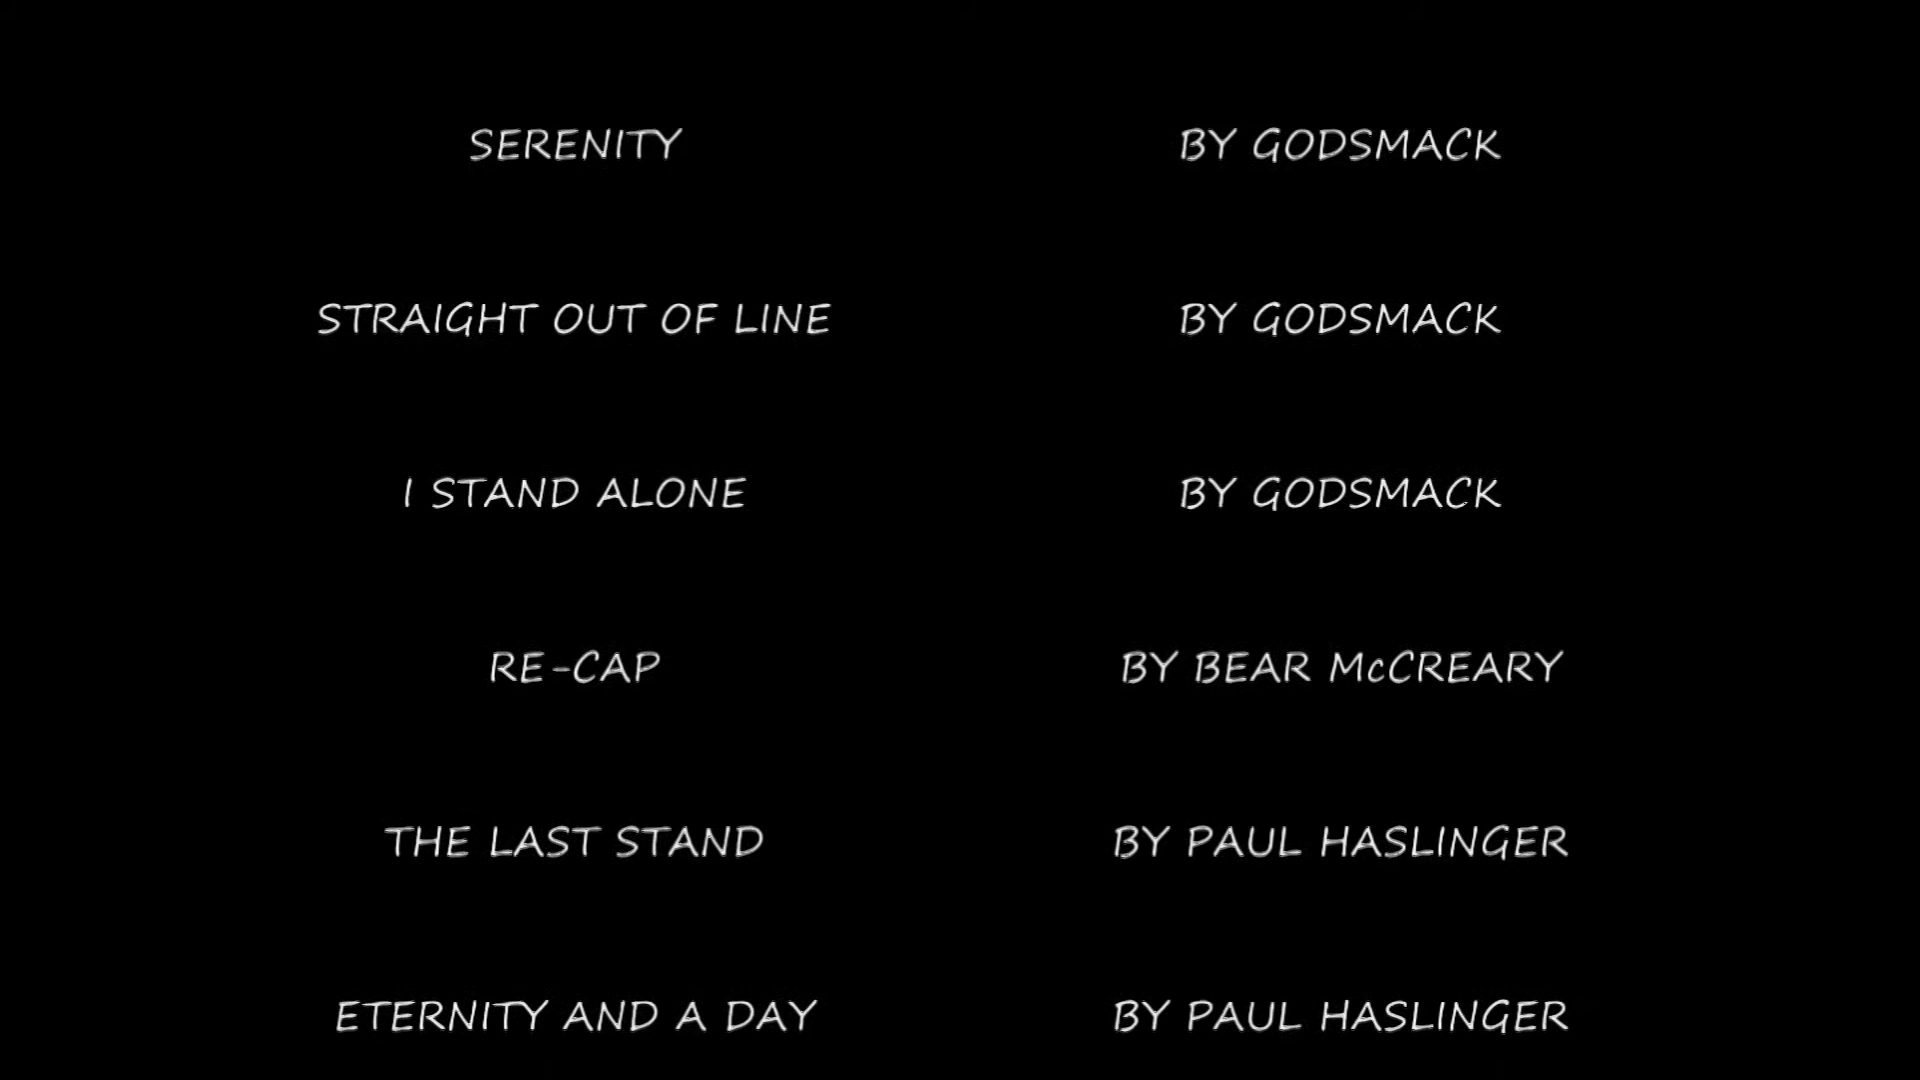 SERENITY BY GODSMACK
STRAIGHT OUT OF LINE BY GODSMACK
I STAND ALONE BY GODSMACK
RE-CAP BY BEAR McCREARY
THE LAST STAND BY PAUL HASLINGER
ETERNITY AND A DAY BY PAUL HASLINGER